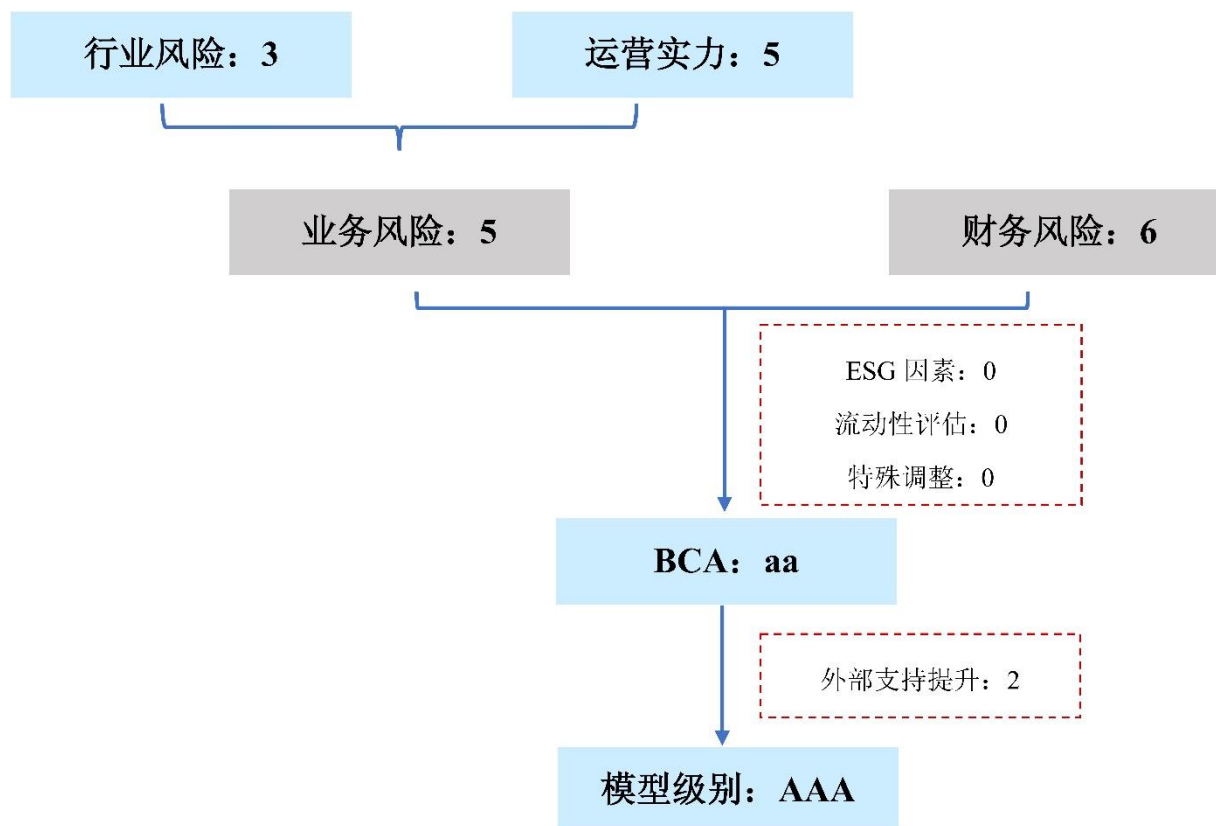 行业风险：3
运营实力：5
业务风险：5
财务风险：6
ESG 因素：0
流动性评估：0
特殊调整：0
BCA：aa
外部支持提升：2
模型级别：AAA